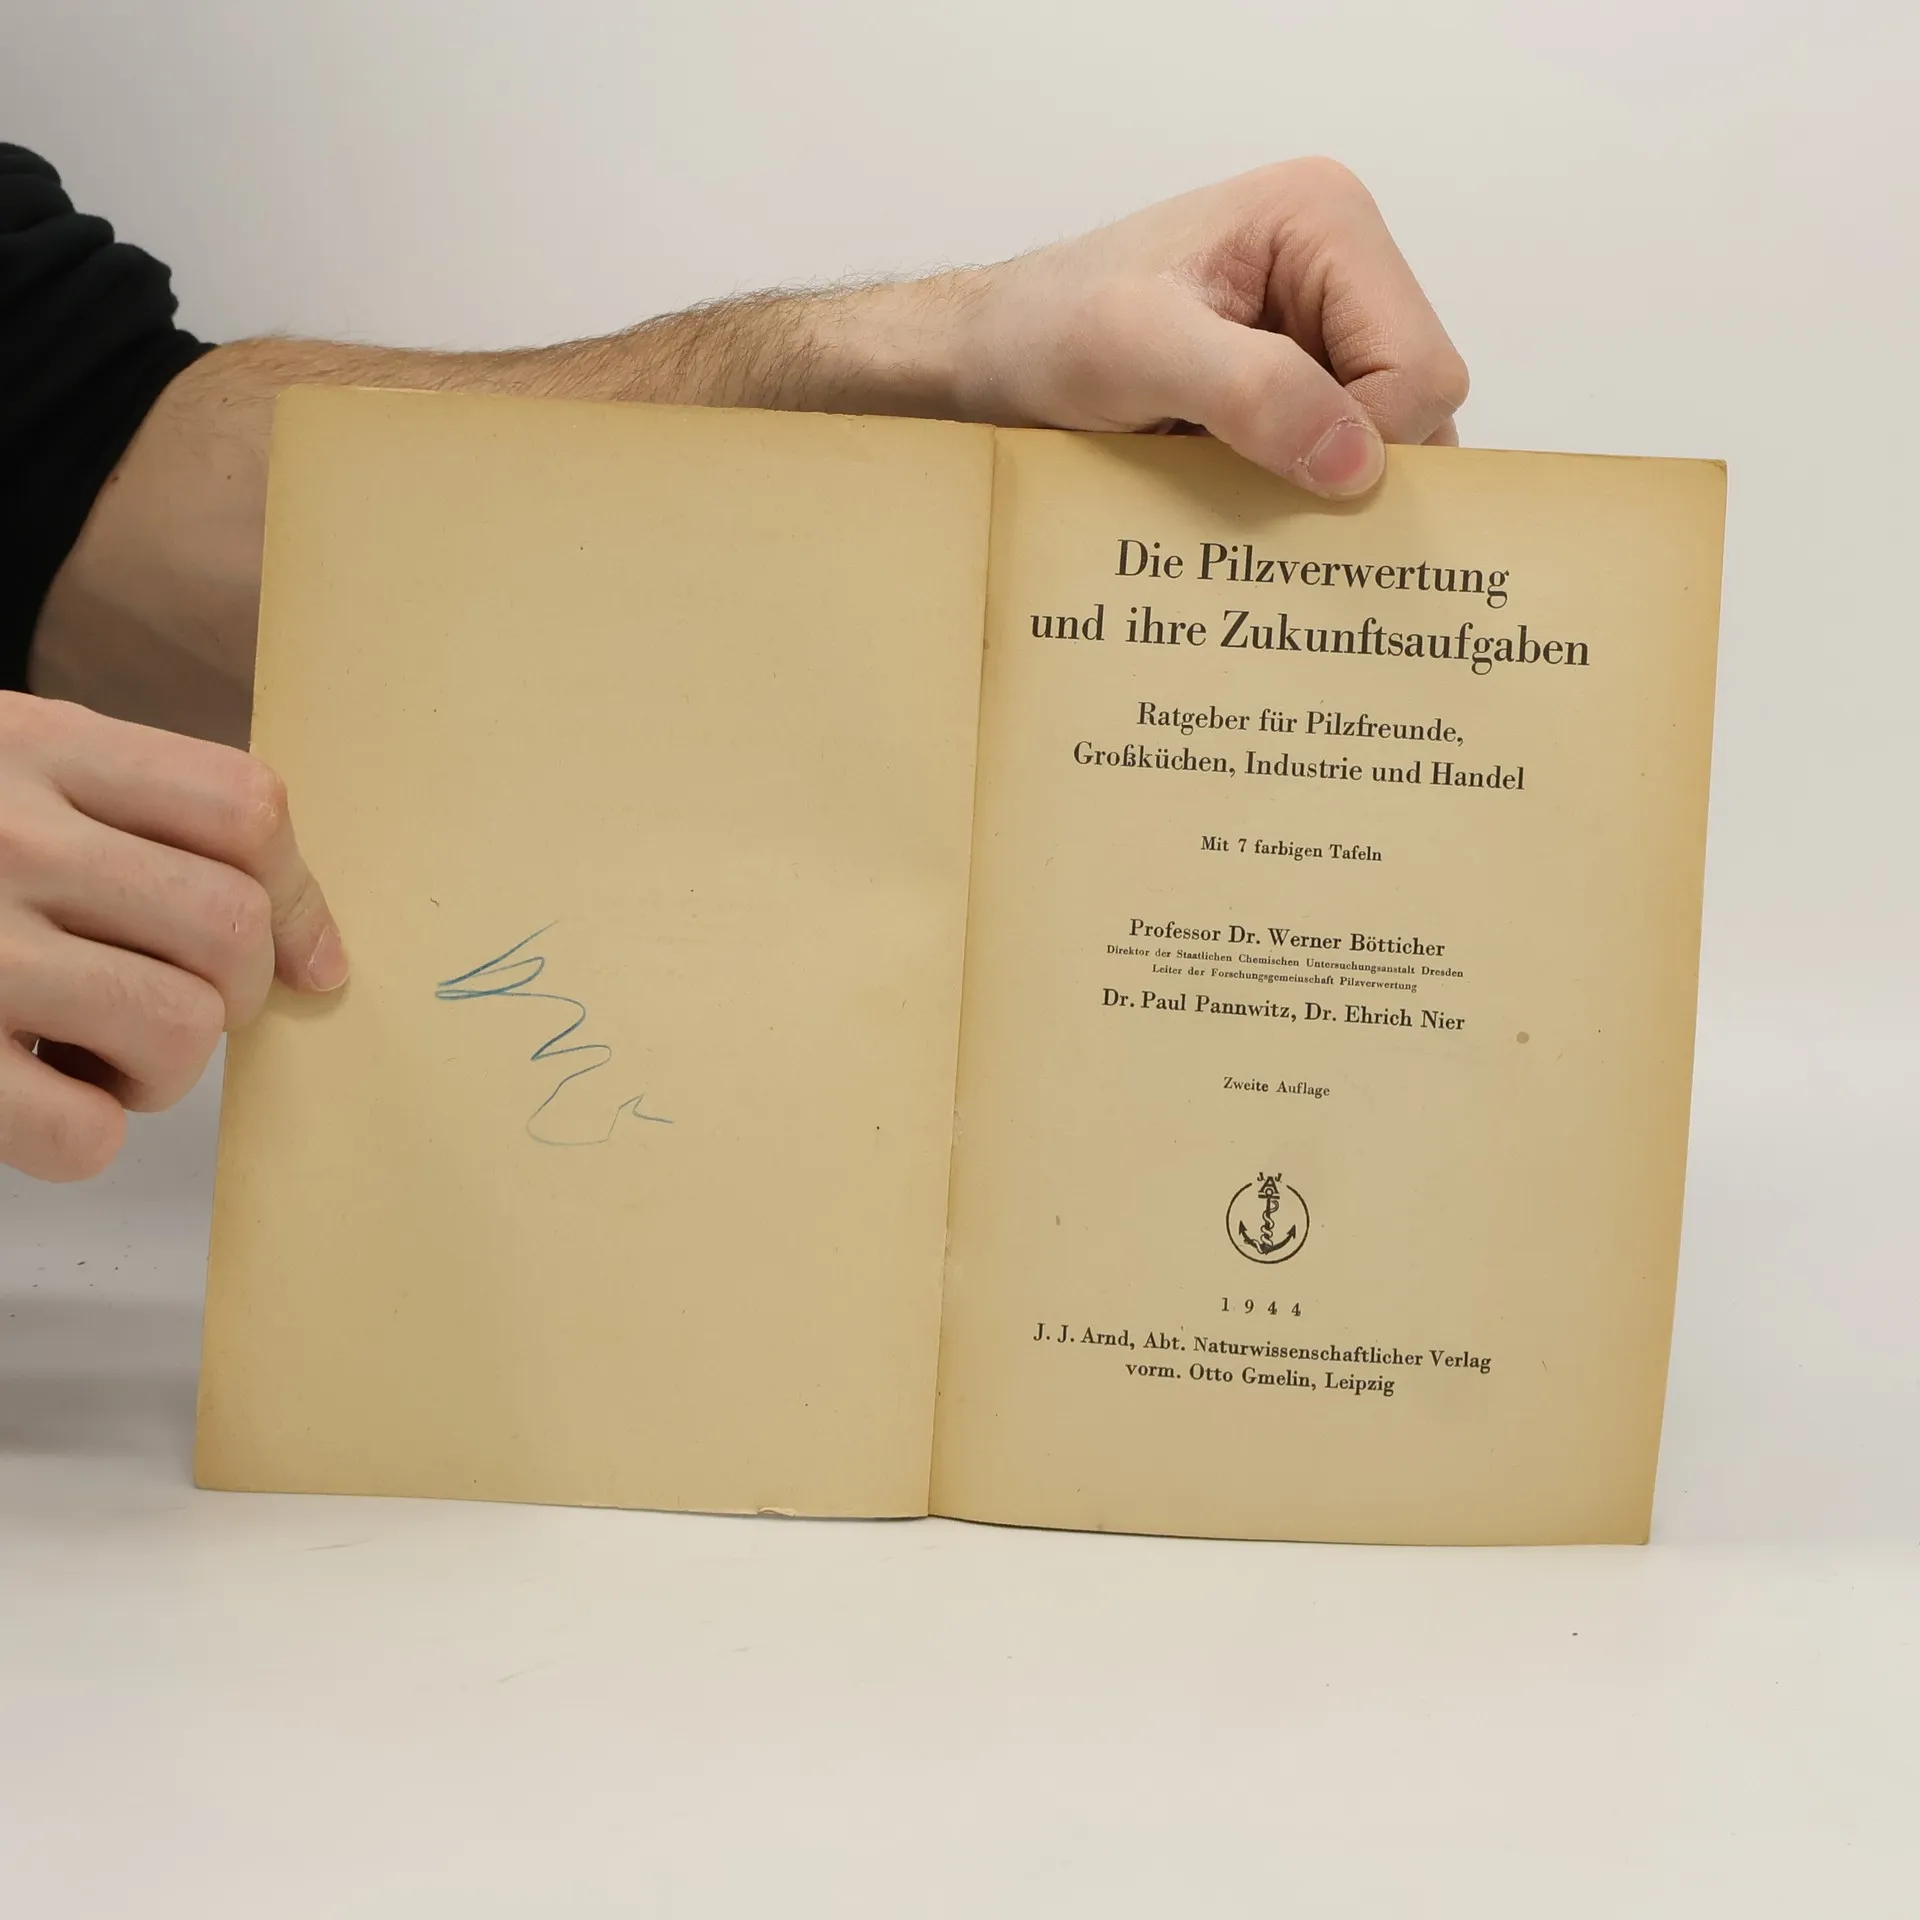 Die Pilzverwertung
und ihre Zukunftsaufgaben
Ratgeber für Pilzfreunde,
Großküchen, Industrie und Handel
Mit 7 farbigen Tafeln
Professor Dr. Werner Bötticher
Direktor der Staatlichen Chemischen Untersuchungsanstalt Dresden
Leiter der Forschungsgemeinschaft Pilzverwertung
Dr. Paul Pannwitz, Dr. Ehrich Nier
Zweite Auflage
J A J
1944
J. J. Arnd, Abt. Naturwissenschaftlicher Verlag
vorm. Otto Gmelin, Leipzig